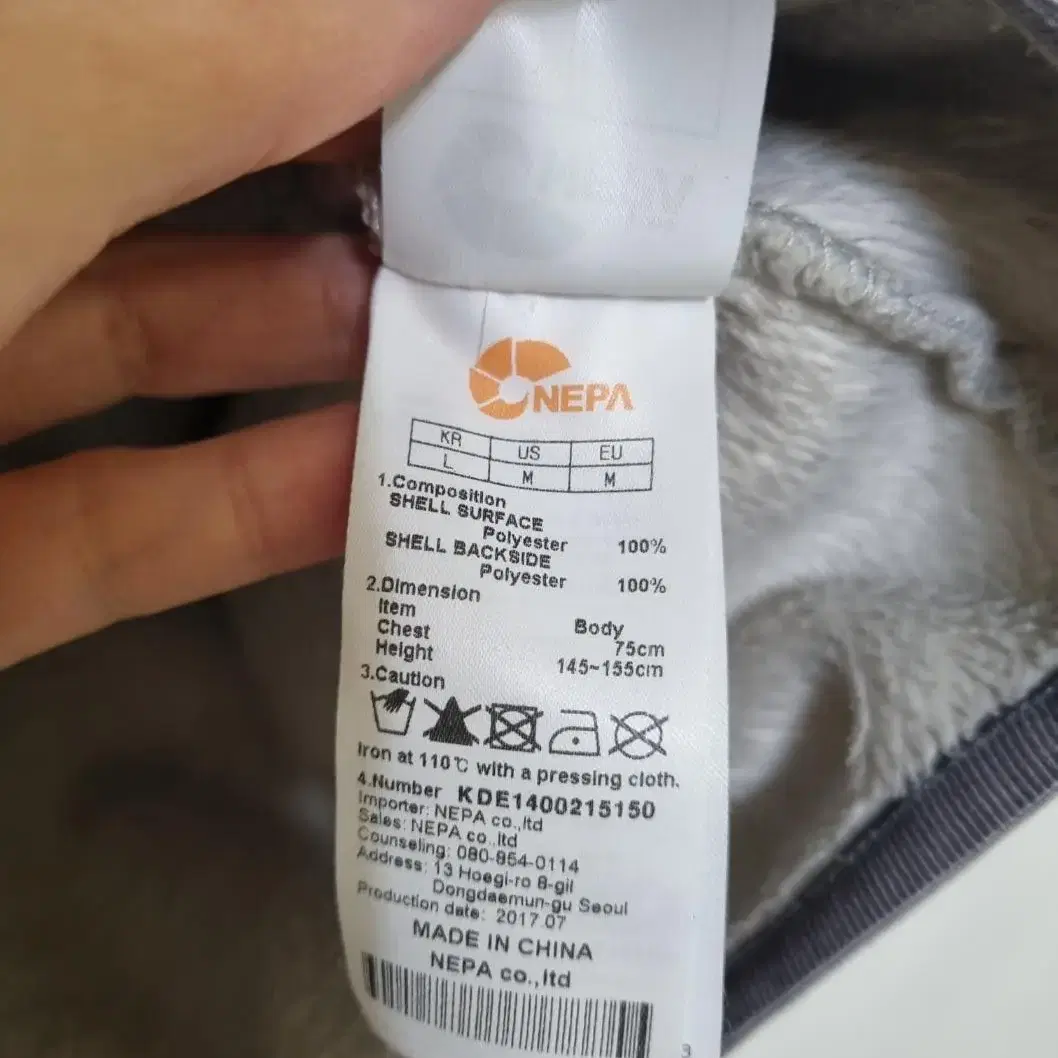 NEPA
KR US EU
L M M
1.Composition
SHELL SURFACE
Polyester 100%
SHELL BACKSIDE
Polyester 100%
2.Dimension
Item Body
Chest 75cm
Height 145~155cm
3.Caution
Iron at 110℃ with a pressing cloth.
4.Number KDE1400215150
Importer: NEPA co.,ltd
Sales: NEPA co.,ltd
Counseling: 080-854-0114
Address: 13 Hoegi-ro 8-gil
Dongdaemun-gu Seoul
Production date: 2017.07
MADE IN CHINA
NEPA co.,ltd
3